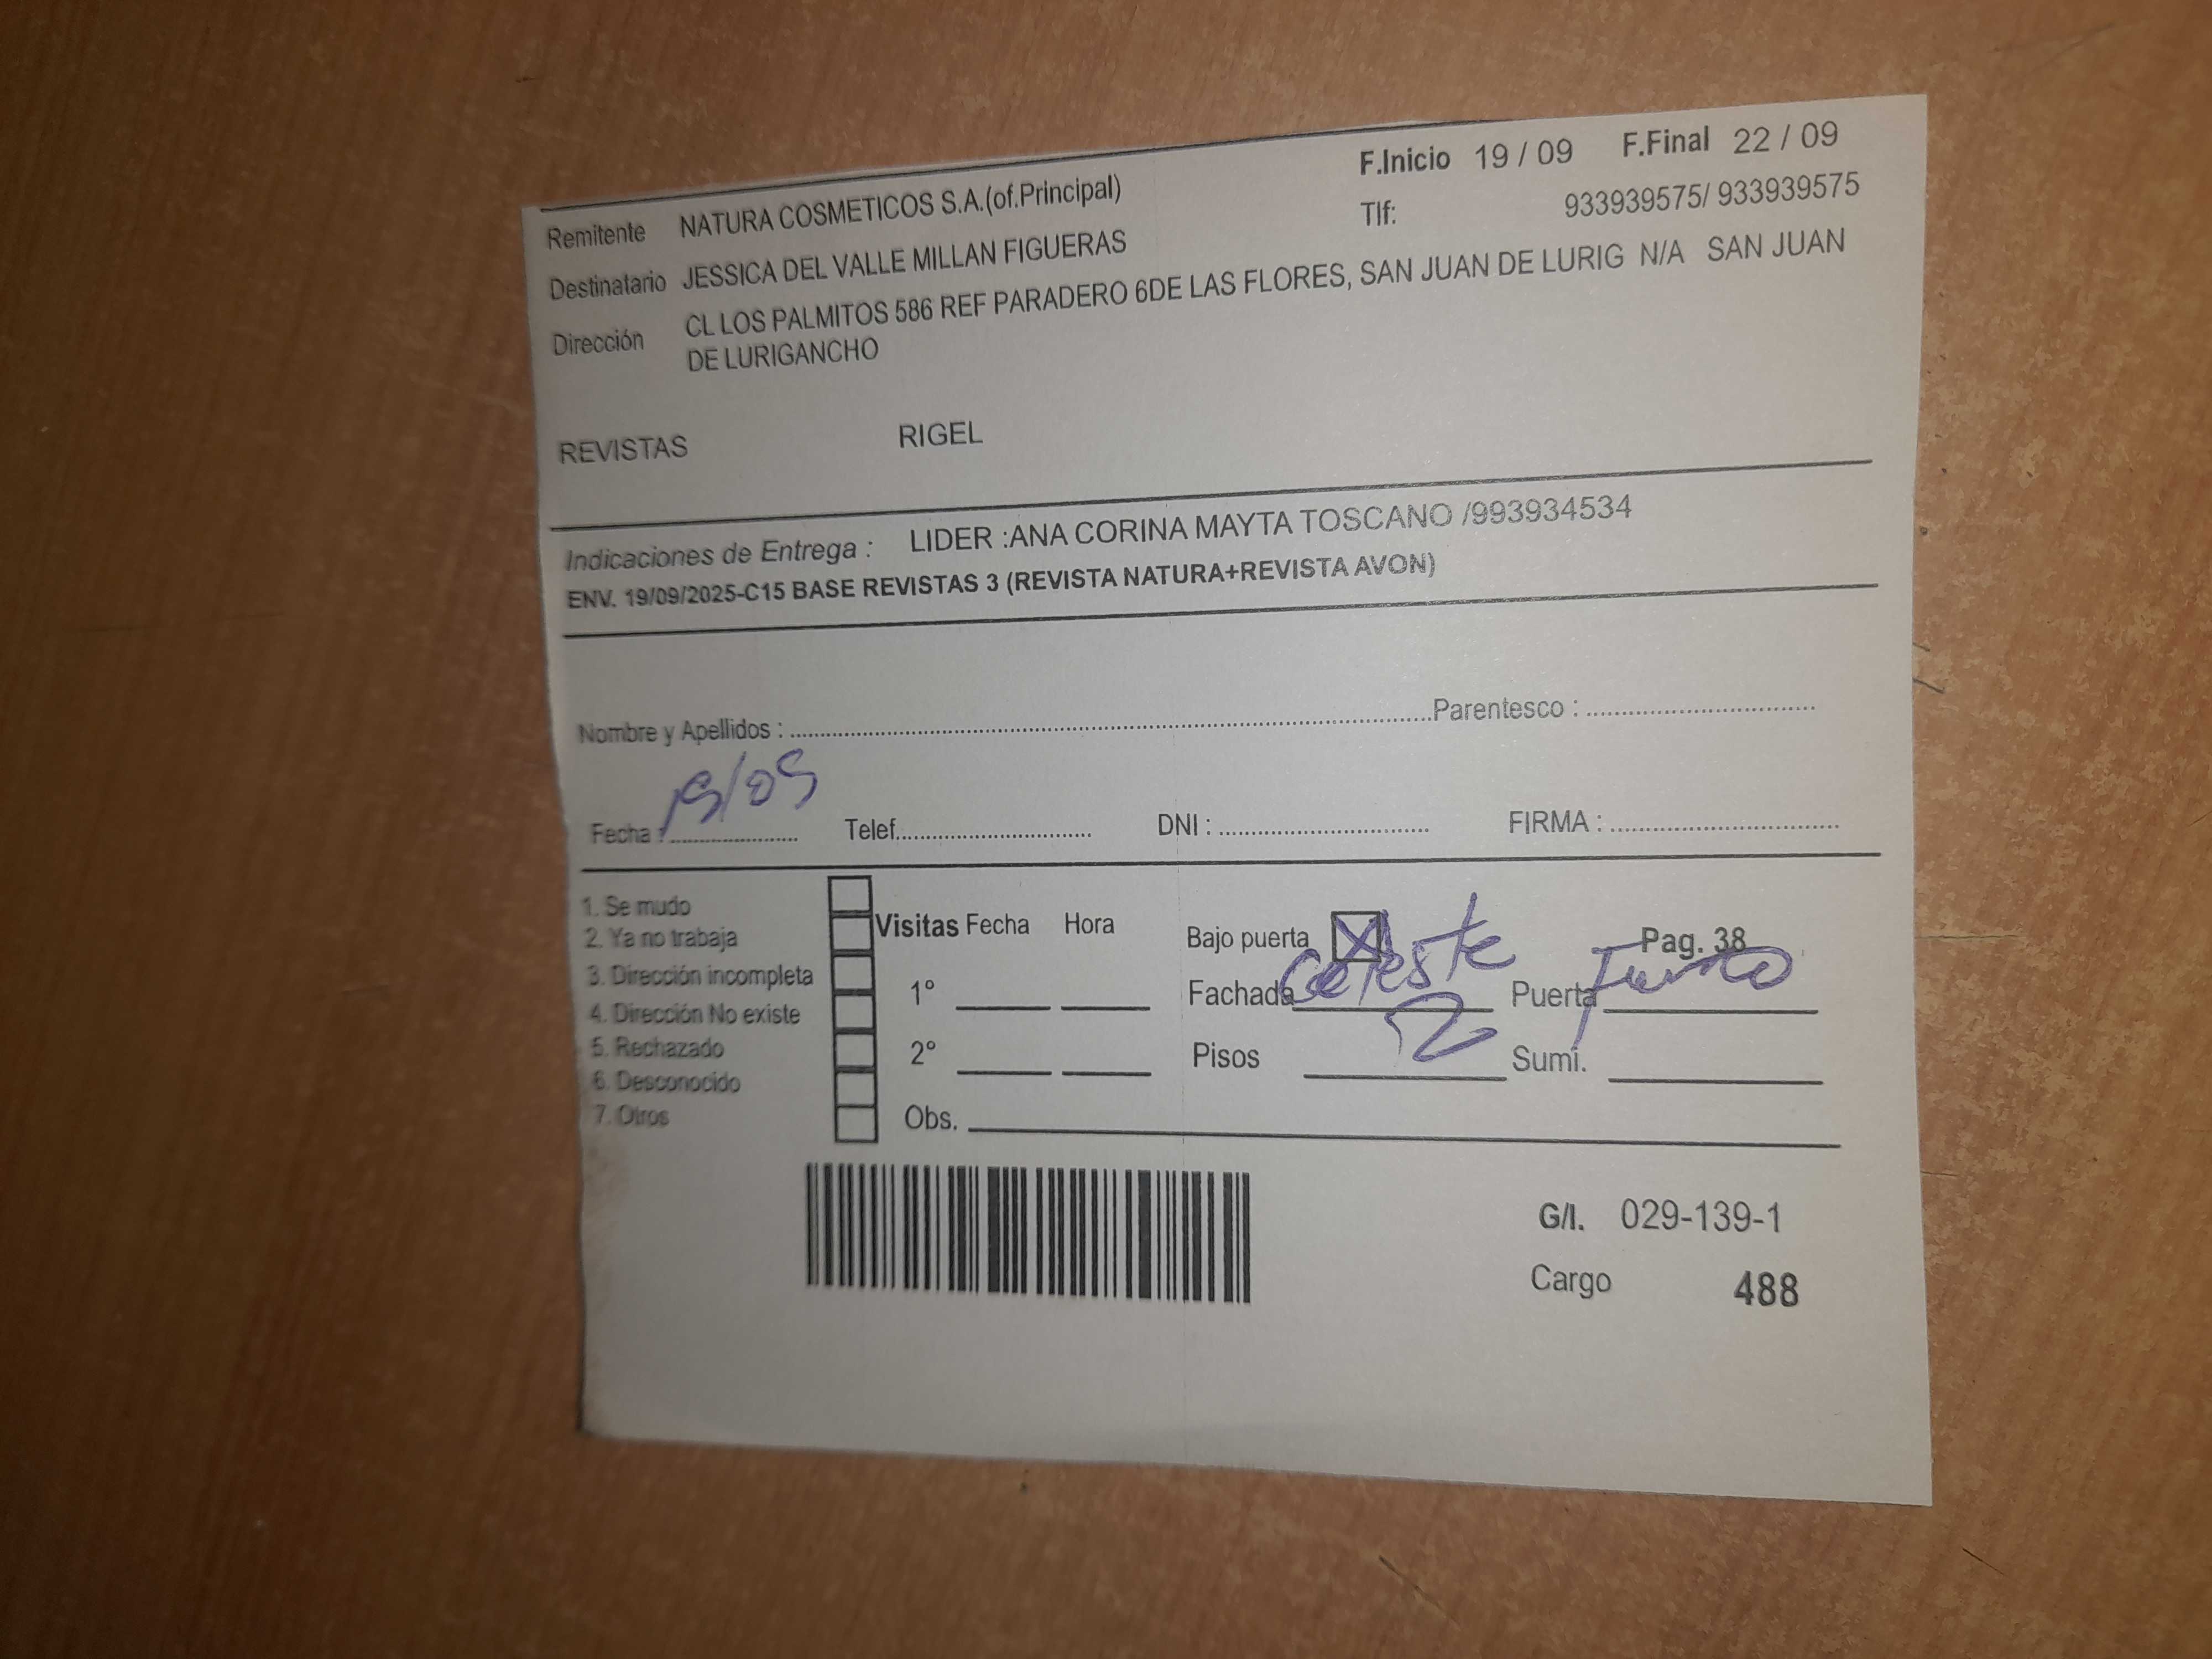 F.Inicio 19 / 09 F.Final 22 / 09
Remitente NATURA COSMETICOS S.A.(of.Principal) Tlf: 933939575/ 933939575
Destinatario JESSICA DEL VALLE MILLAN FIGUERAS
Dirección CL LOS PALMITOS 586 REF PARADERO 6DE LAS FLORES, SAN JUAN DE LURIG N/A SAN JUAN
DE LURIGANCHO
REVISTAS RIGEL
Indicaciones de Entrega : LIDER :ANA CORINA MAYTA TOSCANO /993934534
ENV. 19/09/2025-C15 BASE REVISTAS 3 (REVISTA NATURA+REVISTA AVON)
Nombre y Apellidos : Parentesco :
Fecha : 19/09 Telef. DNI : FIRMA :
1. Se mudo
2. Ya no trabaja
3. Dirección incompleta
4. Dirección No existe
5. Rechazado
6. Desconocido
7. Otros
Visitas Fecha Hora
1°
2°
Obs.
Bajo puerta X Pag. 38
Fachada Celeste Puerta
Pisos 2 Sumi.
G/I. 029-139-1
Cargo 488